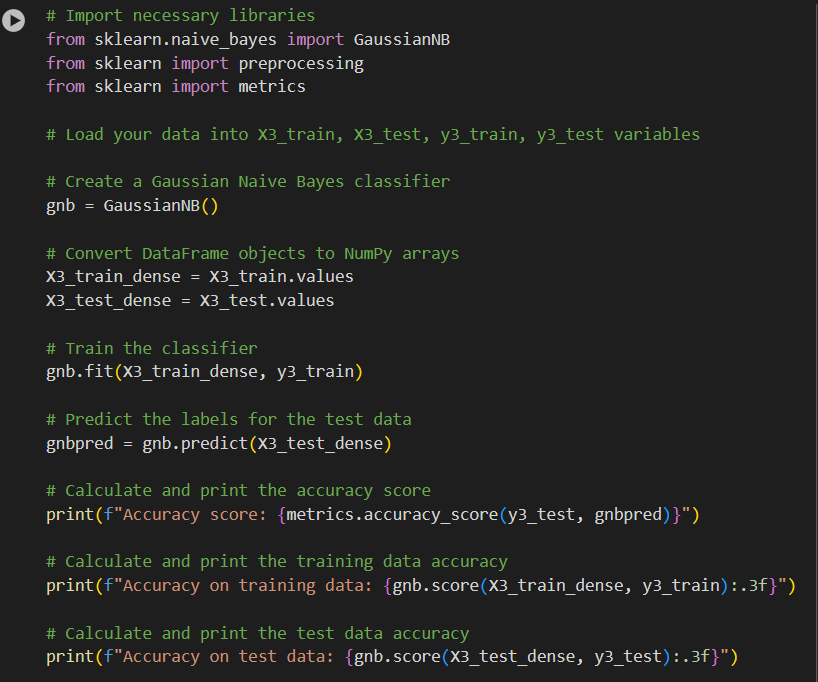 # Import necessary libraries
from sklearn.naive_bayes import GaussianNB
from sklearn import preprocessing
from sklearn import metrics
# Load your data into X3_train, X3_test, y3_train, y3_test variables
# Create a Gaussian Naive Bayes classifier
gnb = GaussianNB()
# Convert DataFrame objects to NumPy arrays
X3_train_dense = X3_train.values
X3_test_dense = X3_test.values
# Train the classifier
gnb.fit(X3_train_dense, y3_train)
# Predict the labels for the test data
gnbpred = gnb.predict(X3_test_dense)
# Calculate and print the accuracy score
print(f"Accuracy score: {metrics.accuracy_score(y3_test, gnbpred)}")
# Calculate and print the training data accuracy
print(f"Accuracy on training data: {gnb.score(X3_train_dense, y3_train):.3f}")
# Calculate and print the test data accuracy
print(f"Accuracy on test data: {gnb.score(X3_test_dense, y3_test):.3f}")